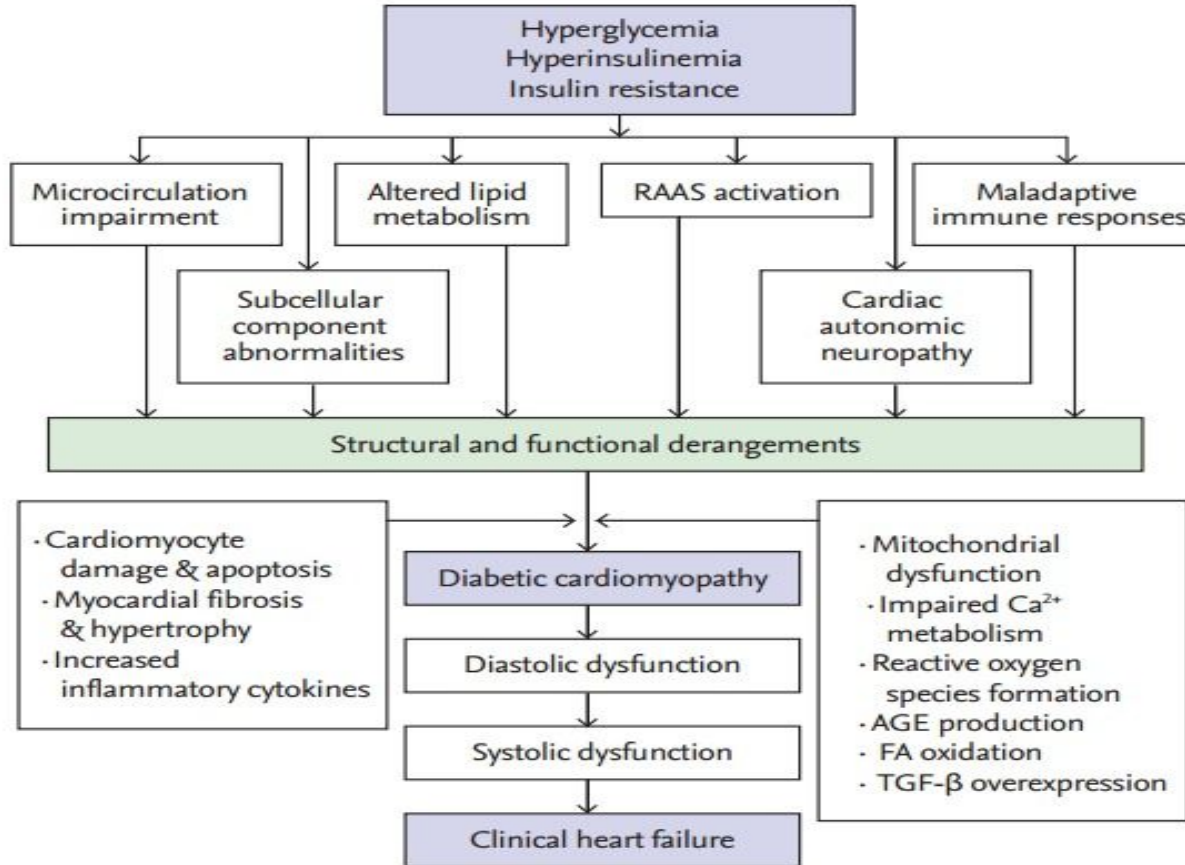 Hyperglycemia
Hyperinsulinemia
Insulin resistance
Microcirculation
impairment
Altered lipid
metabolism
RAAS activation
Maladaptive
immune responses
Subcellular
component
abnormalities
Cardiac
autonomic
neuropathy
Structural and functional derangements
· Cardiomyocyte
damage & apoptosis
· Myocardial fibrosis
& hypertrophy
· Increased
inflammatory cytokines
Diabetic cardiomyopathy
Diastolic dysfunction
Systolic dysfunction
Clinical heart failure
· Mitochondrial
dysfunction
· Impaired Ca²⁺
metabolism
· Reactive oxygen
species formation
· AGE production
· FA oxidation
· TGF-β overexpression